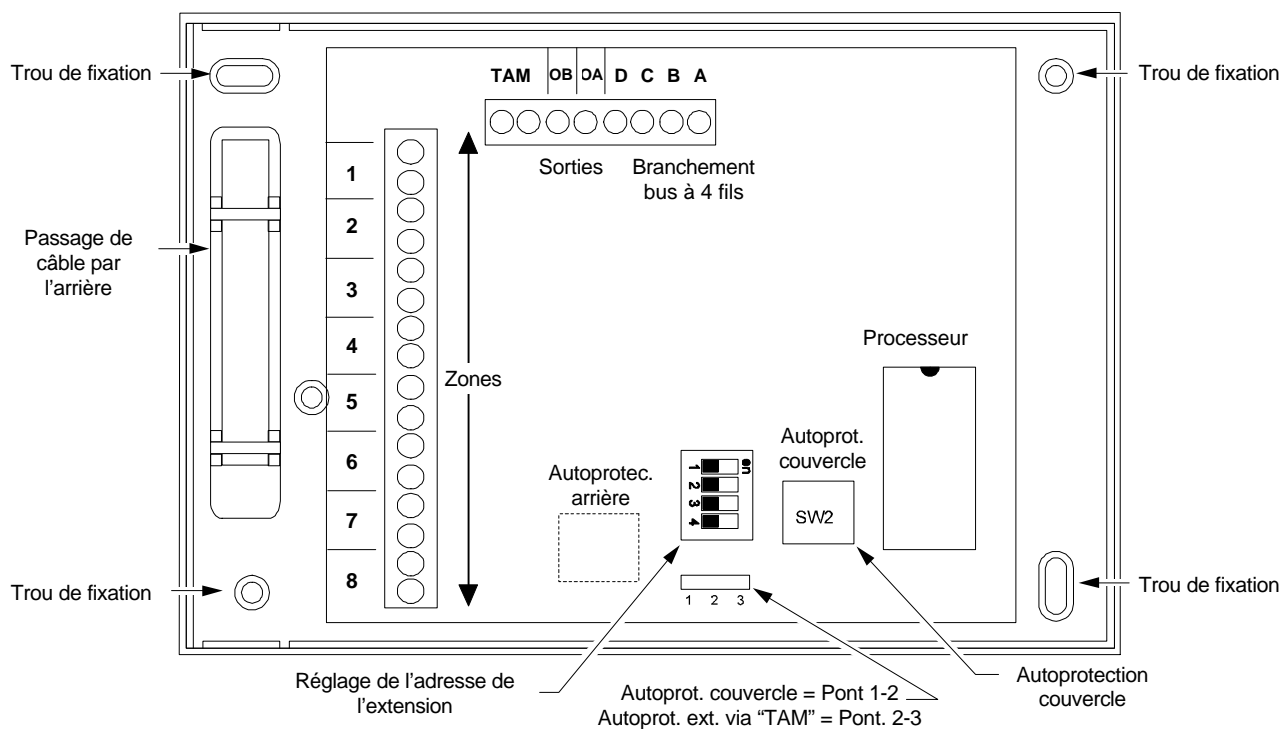 Trou de fixation
TAM OB OA D C B A
Trou de fixation
Sorties
Branchement
bus à 4 fils
1
2
3
4
5
6
7
8
Passage de
câble par
l'arrière
Zones
Processeur
Autoprot.
couvercle
SW2
Autoprotec.
arrière
on
1
2
3
4
1 2 3
Trou de fixation
Trou de fixation
Réglage de l'adresse de
l'extension
Autoprot. couvercle = Pont 1-2
Autoprot. ext. via “TAM” = Pont. 2-3
Autoprotection
couvercle